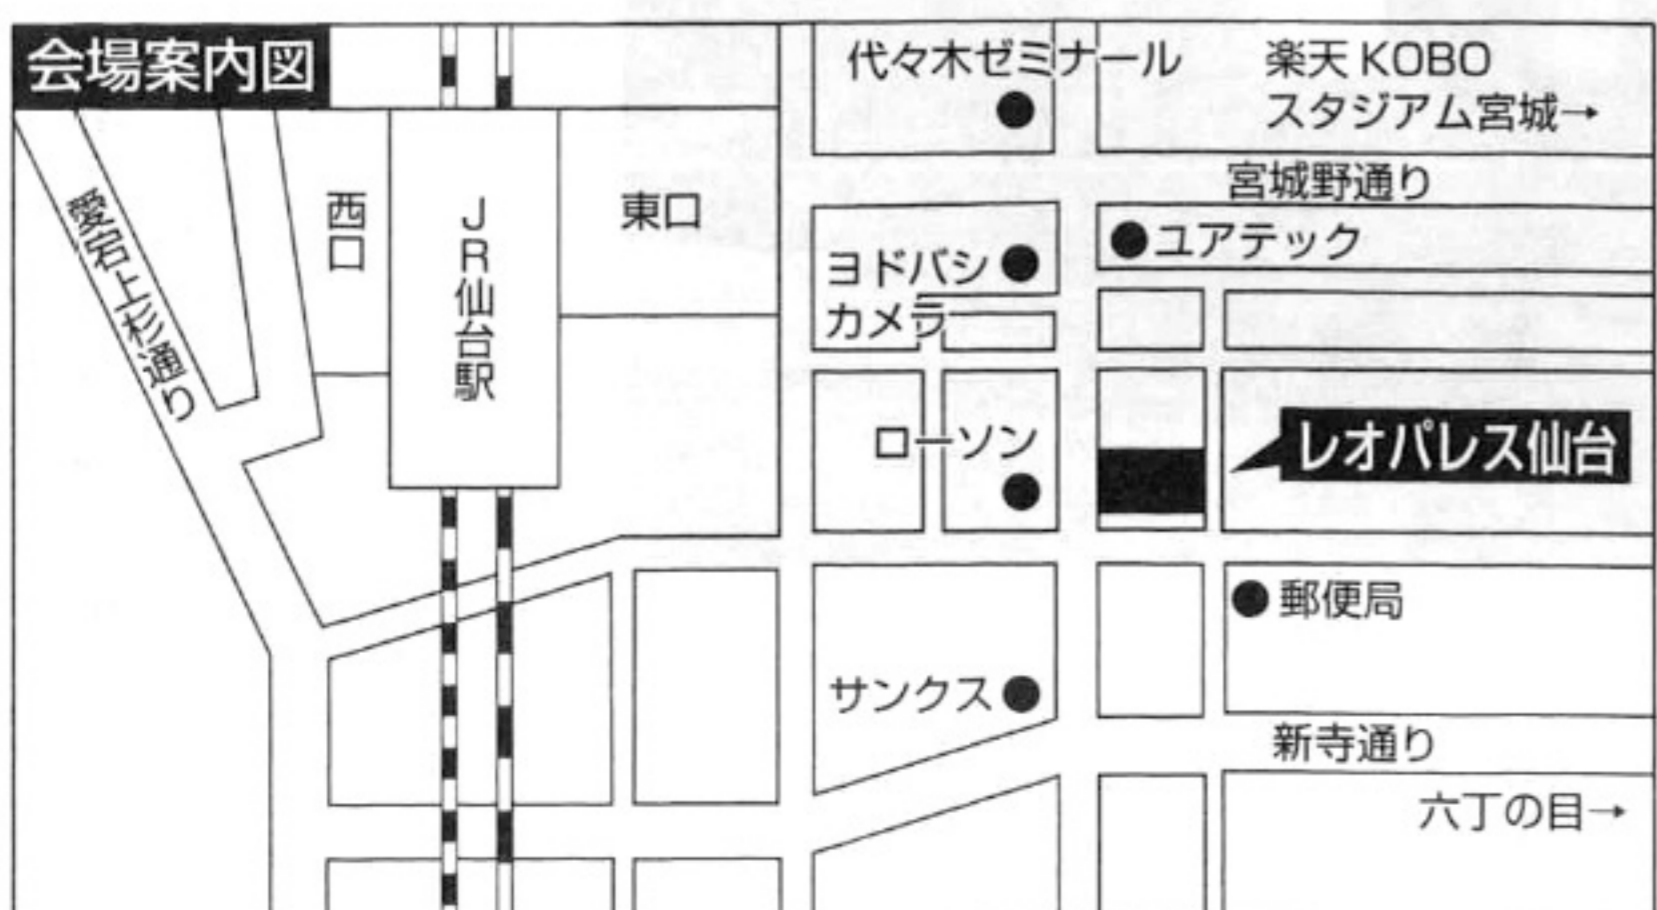 会場案内図
代々木ゼミナール
楽天KOBO
スタジアム宮城→
宮城野通り
愛宕上杉通り
西口
JR仙台駅
東口
ヨドバシ
カメラ
ユアテック
ローソン
レオパレス仙台
郵便局
サンクス
新寺通り
六丁の目→